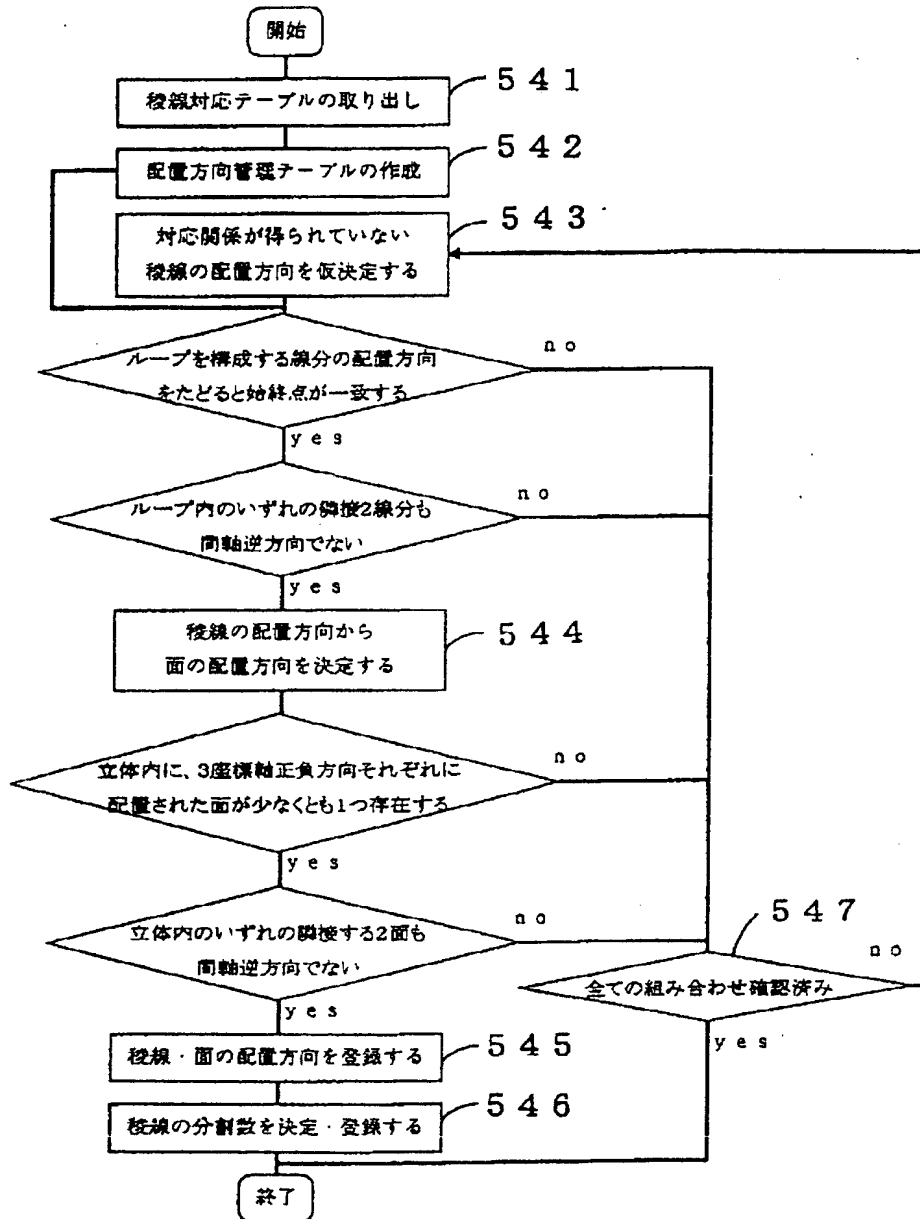 開始
541
稜線対応テーブルの取り出し
542
配置方向管理テーブルの作成
543
対応関係が得られていない
稜線の配置方向を仮決定する
ループを構成する線分の配置方向
をたどると始終点が一致する
no
yes
ループ内のいずれの隣接2線分も
同軸逆方向でない
no
yes
544
稜線の配置方向から
面の配置方向を決定する
立体内に、3座標軸正負方向それぞれに
配置された面が少なくとも1つ存在する
no
yes
立体内のいずれの隣接する2面も
同軸逆方向でない
no
yes
547
全ての組み合わせ確認済み
no
yes
545
稜線・面の配置方向を登録する
546
稜線の分割数を決定・登録する
終了